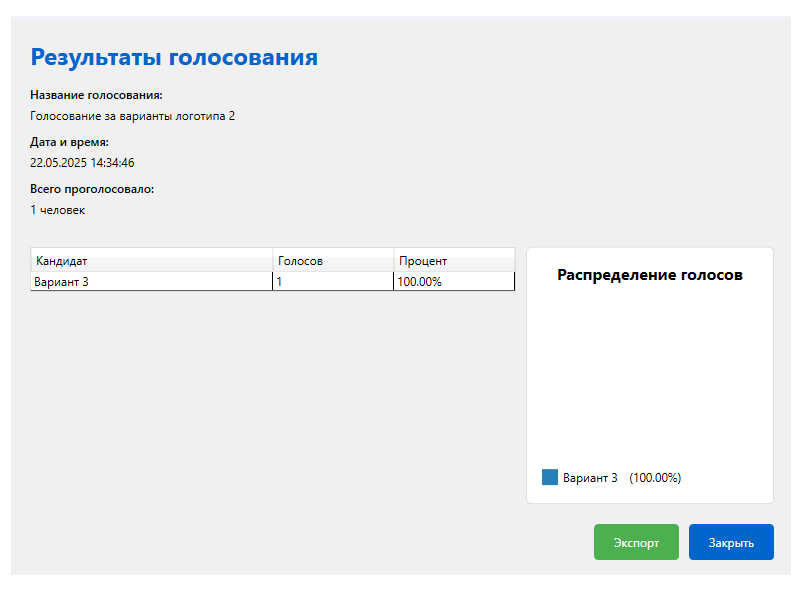 Результаты голосования
Название голосования:
Голосование за варианты логотипа 2
Дата и время:
22.05.2025 14:34:46
Всего проголосовало:
1 человек
Кандидат Голосов Процент
Вариант 3 1 100.00%
Распределение голосов
Вариант 3 (100.00%)
Экспорт Закрыть